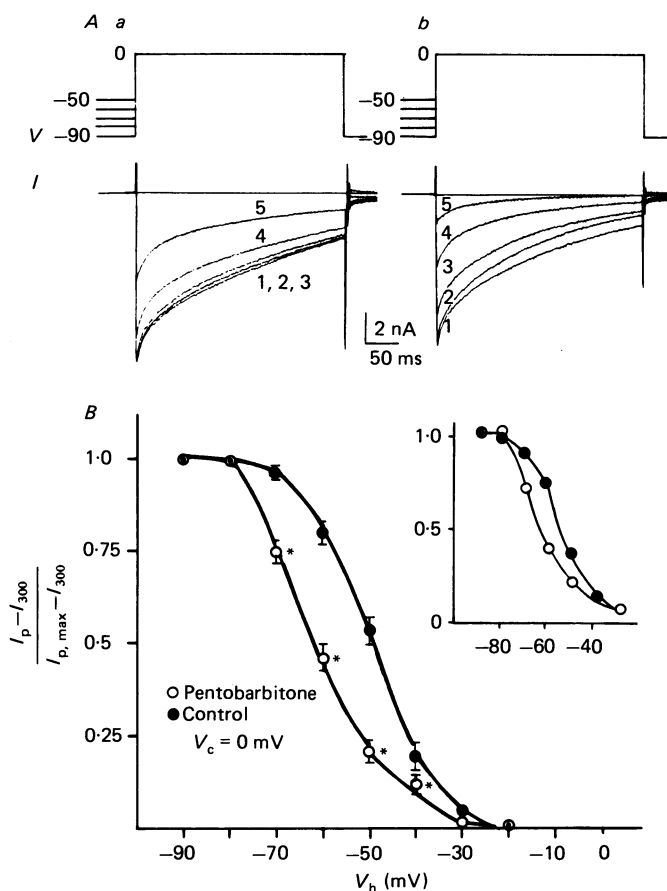 A a
b
0
0
−50
−50
V −90
−90
I
5
4
1, 2, 3
5
4
3
2
1
2 nA
50 ms
B
1·0
0·75
0·5
0·25
Ip–I300
Ip, max–I300
*
*
*
*
Pentobarbitone
Control
Vc = 0 mV
−90
−70
−50
−30
−10
0
Vh (mV)
1·0
0·5
0
−80
−60
−40